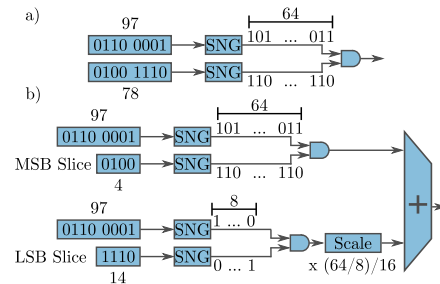 a)
97
64
0110 0001
SNG
101 ... 011
0100 1110
SNG
110 ... 110
78
b)
97
64
0110 0001
SNG
101 ... 011
MSB Slice
0100
SNG
110 ... 110
4
97
8
0110 0001
SNG
1 ... 0
+
LSB Slice
1110
SNG
0 ... 1
Scale
14
x (64/8)/16